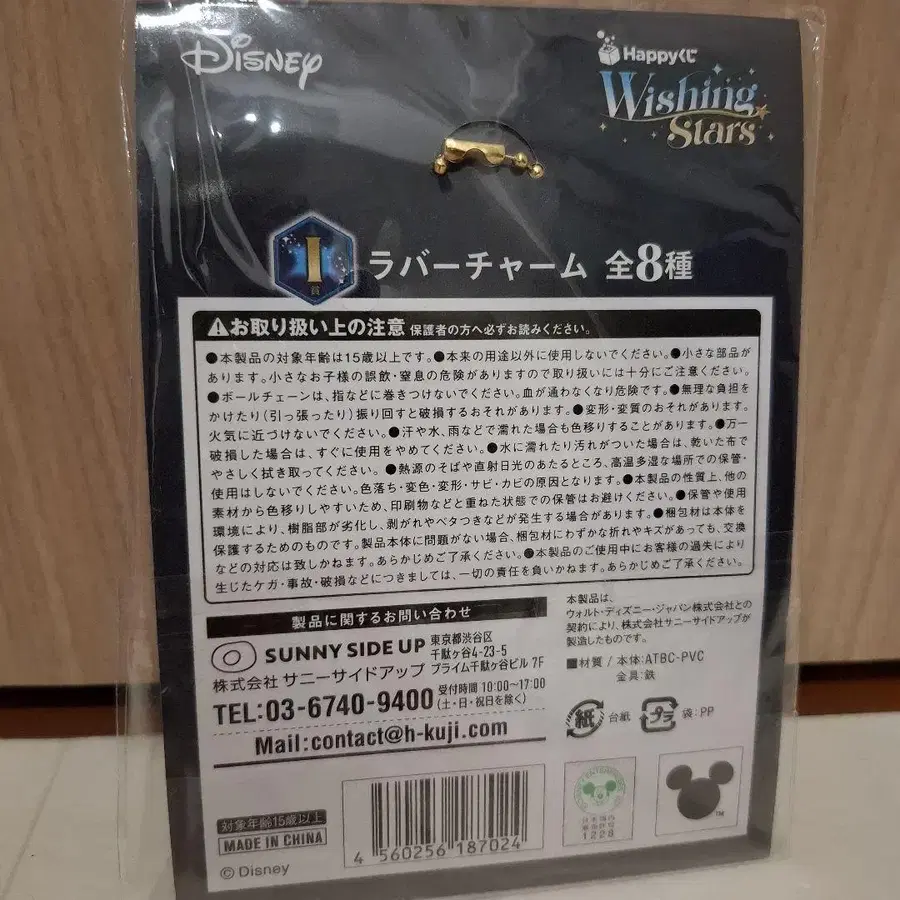 Disney
Happyくじ
Wishing
Stars
I
賞
ラバーチャーム 全8種
お取り扱い上の注意 保護者の方へ必ずお読みください。
●本製品の対象年齢は15歳以上です。●本来の用途以外に使用しないでください。●小さな部品が
あります。小さなお子様の誤飲・窒息の危険がありますので取り扱いには十分にご注意ください。
●ボールチェーンは、指などに巻きつけないでください。血が通わなくなり危険です。●無理な負担を
かけたり(引っ張ったり)振り回すと破損するおそれがあります。●変形・変質のおそれがあります。
火気に近づけないでください。●汗や水、雨などで濡れた場合も色移りすることがあります。●万一
破損した場合は、すぐに使用をやめてください。●水に濡れたり汚れがついた場合は、乾いた布で
やさしく拭き取ってください。●熱源のそばや直射日光のあたるところ、高温多湿な場所での保管・
使用はしないでください。色落ち・変色・変形・サビ・カビの原因となります。●本製品の性質上、他の
素材から色移りしやすいため、印刷物などと重ねた状態での保管はお避けください。●保管や使用
環境により、樹脂部が劣化し、剥がれやベタつきなどが発生する場合があります。●梱包材は本体を
保護するためのものです。製品本体に問題がない場合、梱包材にわずかな折れやキズがあっても、交換
などの対応は致しかねます。あらかじめご了承ください。●本製品のご使用中にお客様の過失により
生じたケガ・事故・破損などにつきましては、一切の責任を負いかねます。あらかじめご了承ください。
製品に関するお問い合わせ
SUNNY SIDE UP
株式会社 サニーサイドアップ
東京都渋谷区
千駄ヶ谷4-23-5
プライム千駄ヶ谷ビル 7F
TEL:03-6740-9400
受付時間 10:00〜17:00
(土・日・祝日を除く)
Mail:contact@h-kuji.com
本製品は、
ウォルト・ディズニー・ジャパン株式会社との
契約により、株式会社サニーサイドアップが
製造したものです。
■材質/本体:ATBC-PVC
金具:鉄
紙
台紙
プラ
袋:PP
対象年齢15歳以上
MADE IN CHINA
© Disney
4 560256 187024
日本国内
1228
TM